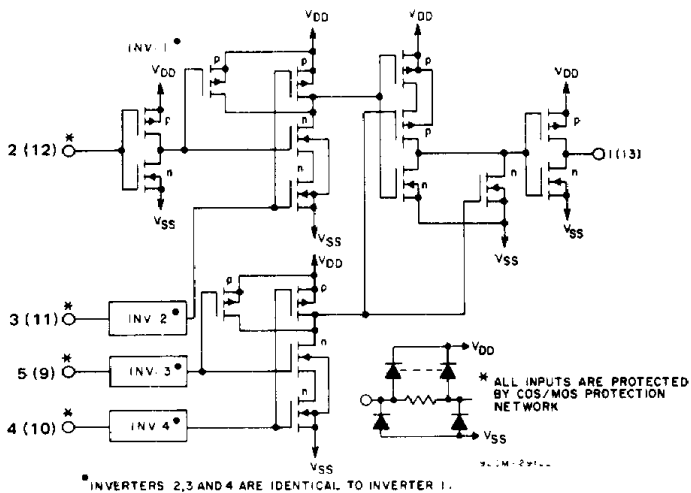 VDD
VDD
INV. 1 •
p
p
p
VDD
VDD
p
p
n
p
2 (12) *
1 (13)
n
n
n
n
n
n
VSS
VSS
VSS
VSS
VDD
p
p
3 (11) *
INV. 2 •
n
5 (9) *
INV. 3 •
VDD
n
* ALL INPUTS ARE PROTECTED
BY COS/MOS PROTECTION
NETWORK
4 (10) *
INV. 4 •
VSS
VSS
• INVERTERS 2,3 AND 4 ARE IDENTICAL TO INVERTER 1.